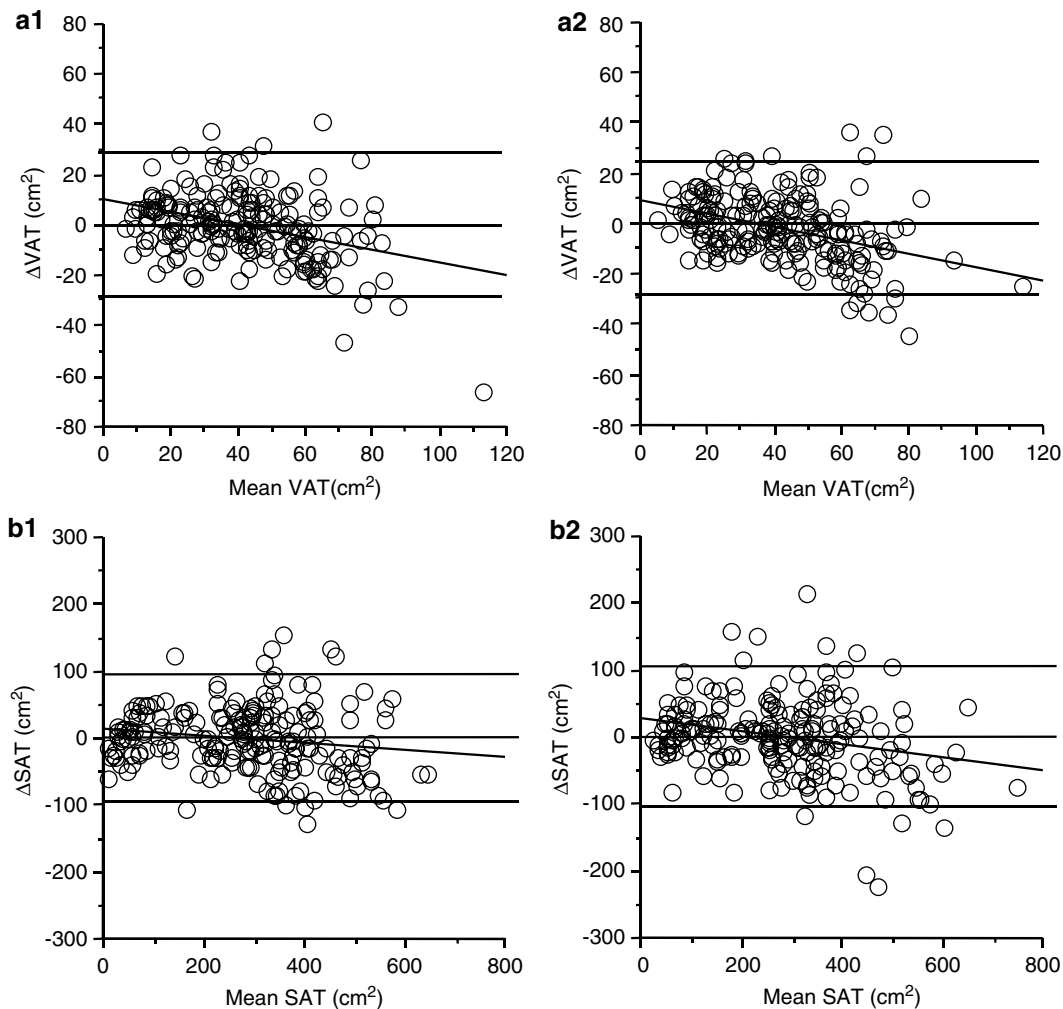 a1
80
60
40
20
0
-20
-40
-60
-80
ΔVAT (cm²)
0 20 40 60 80 100 120
Mean VAT(cm²)
a2
80
60
40
20
0
-20
-40
-60
-80
ΔVAT (cm²)
0 20 40 60 80 100 120
Mean VAT(cm²)
b1
300
200
100
0
-100
-200
-300
ΔSAT (cm²)
0 200 400 600 800
Mean SAT (cm²)
b2
300
200
100
0
-100
-200
-300
ΔSAT (cm²)
0 200 400 600 800
Mean SAT (cm²)